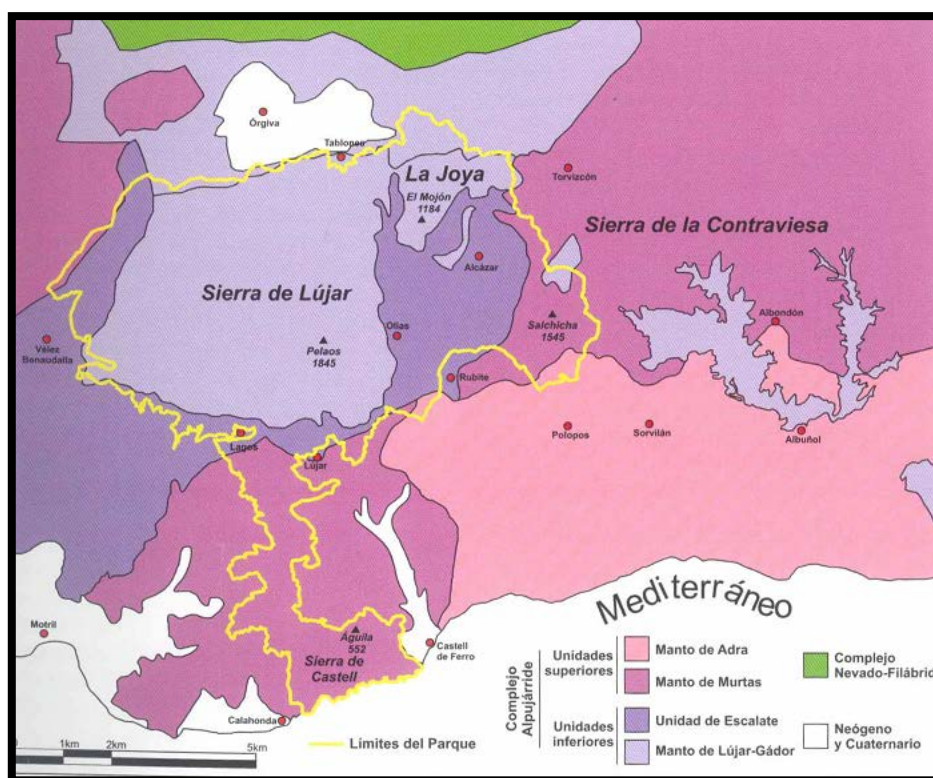 Órgiva
Tablones
La Joya
El Mojón
1184
Torvizcón
Sierra de la Contraviesa
Alcázar
Sierra de Lújar
Salchicha
1545
Albondón
Olías
Vélez
Benaudalla
Pelaos
1845
Rubite
Polopos
Sorvilán
Albuñol
Lagos
Lújar
Mediterráneo
Motril
Águila
552
Castell
de Ferro
Sierra de
Castell
Calahonda
1km
2km
5km
Límites del Parque
Complejo
Alpujárride
Unidades
superiores
Manto de Adra
Manto de Murtas
Unidades
inferiores
Unidad de Escalate
Manto de Lújar-Gádor
Complejo
Nevado-Filábrid
Neógeno
y Cuaternario